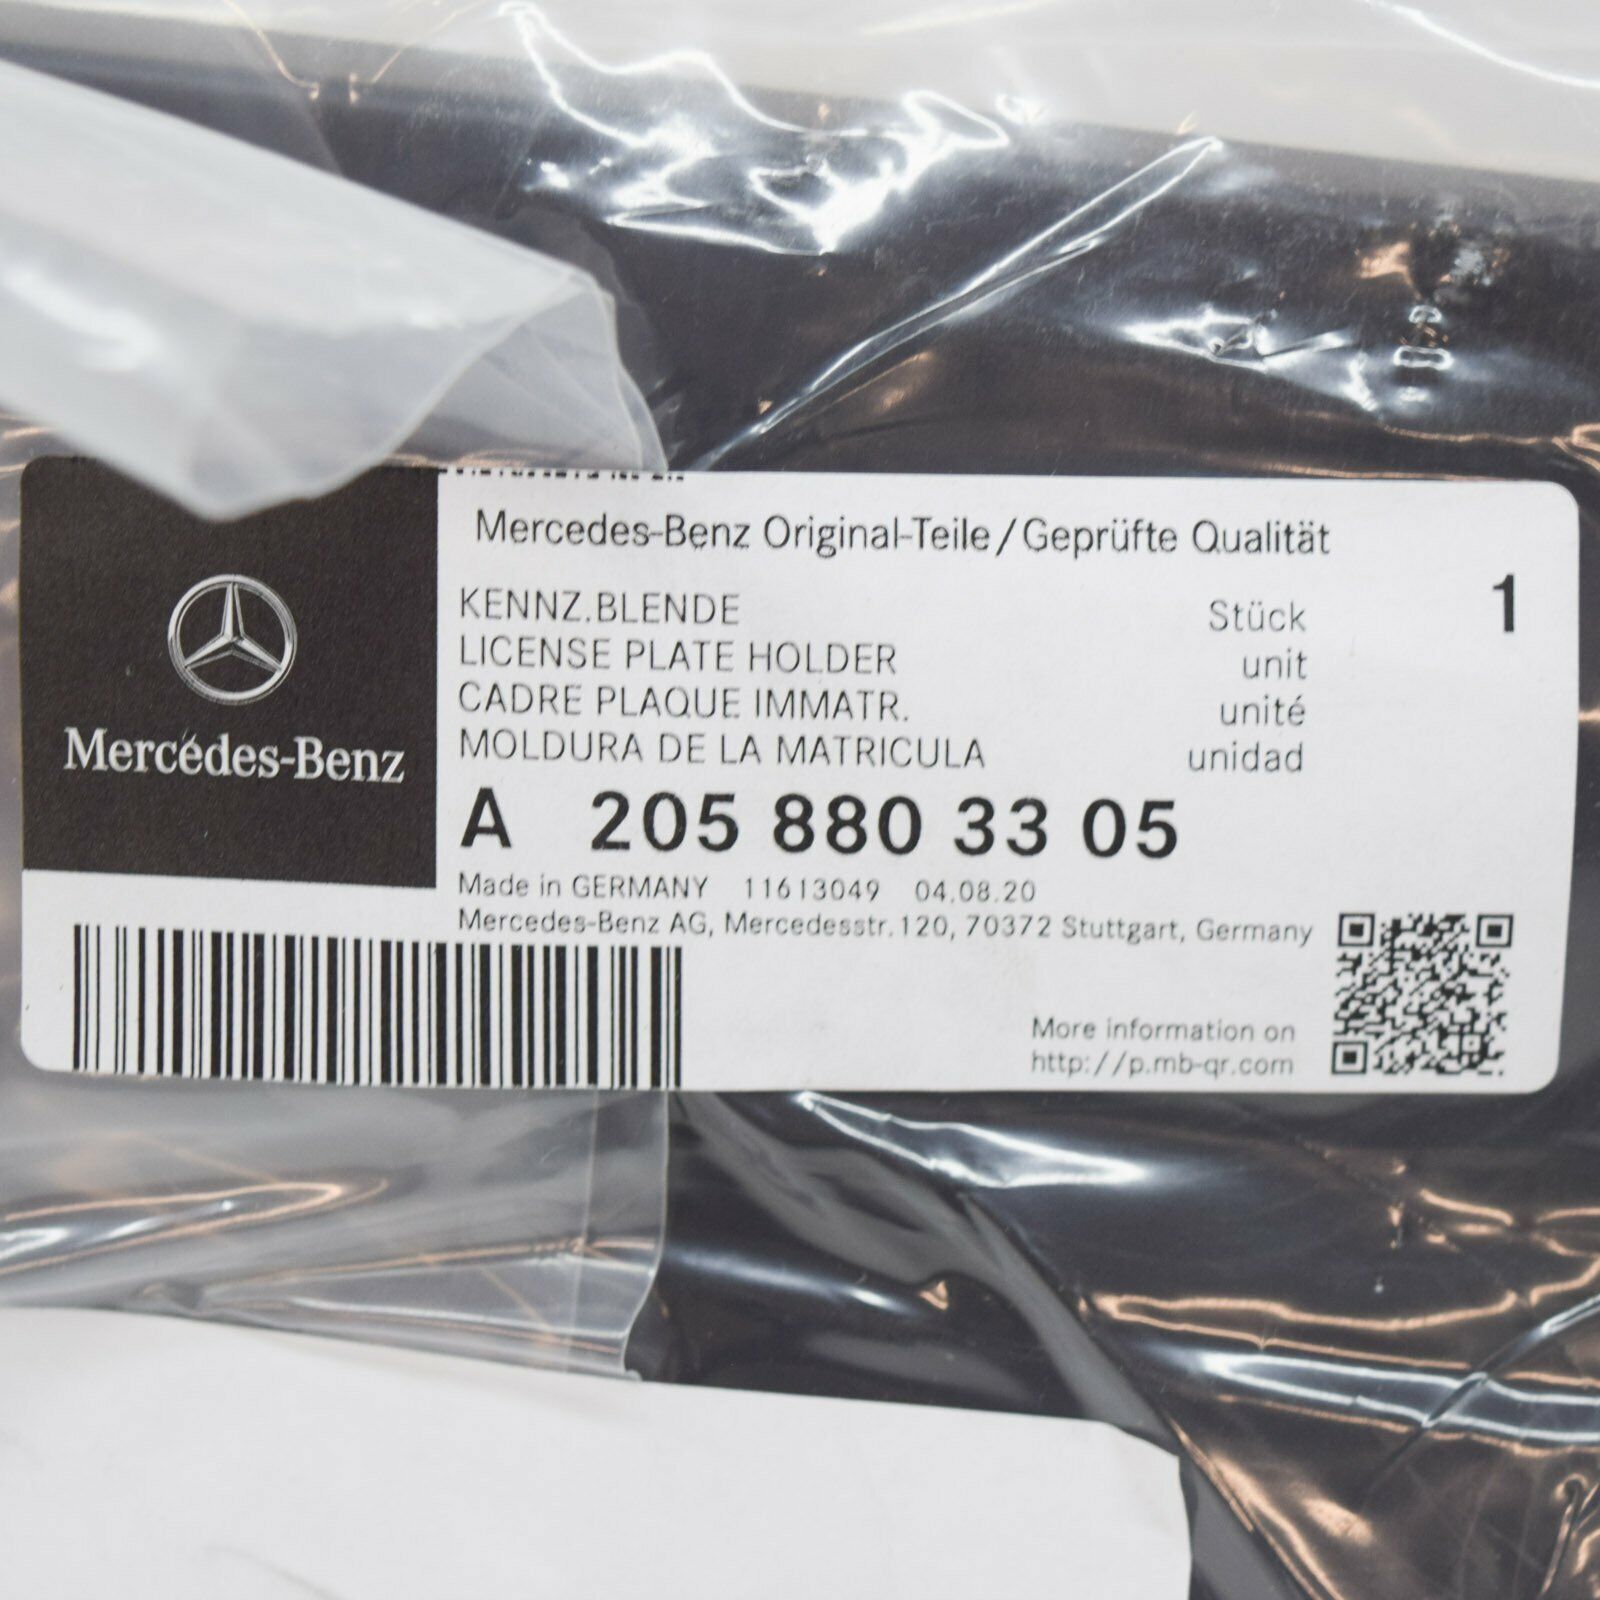 Mercedes-Benz Original-Teile/Geprüfte Qualität
KENNZ.BLENDE Stück 1
LICENSE PLATE HOLDER unit
CADRE PLAQUE IMMATR. unité
MOLDURA DE LA MATRICULA unidad
Mercedes-Benz
A 205 880 33 05
Made in GERMANY 11613049 04.08.20
Mercedes-Benz AG, Mercedesstr.120, 70372 Stuttgart, Germany
More information on
http://p.mb-qr.com